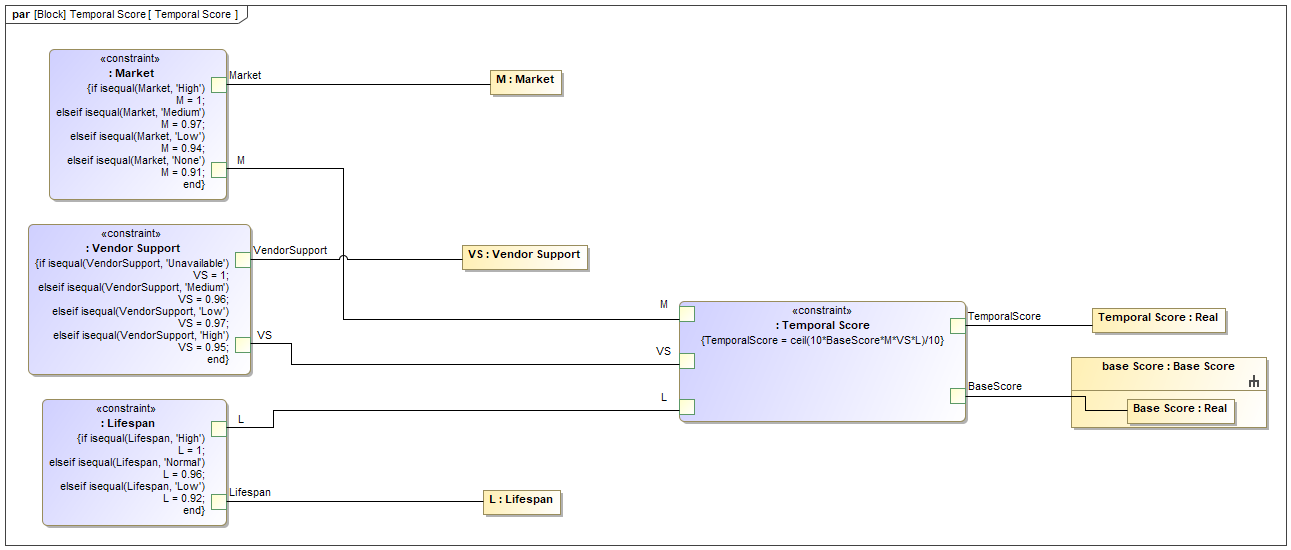 par [Block] Temporal Score [ Temporal Score ]
«constraint»
: Market
{if isequal(Market, 'High')
M = 1;
elseif isequal(Market, 'Medium')
M = 0.97;
elseif isequal(Market, 'Low')
M = 0.94;
elseif isequal(Market, 'None')
M = 0.91;
end}
Market
M
M : Market
«constraint»
: Vendor Support
{if isequal(VendorSupport, 'Unavailable')
VS = 1;
elseif isequal(VendorSupport, 'Medium')
VS = 0.96;
elseif isequal(VendorSupport, 'Low')
VS = 0.97;
elseif isequal(VendorSupport, 'High')
VS = 0.95;
end}
VendorSupport
VS
VS : Vendor Support
«constraint»
: Lifespan
{if isequal(Lifespan, 'High')
L = 1;
elseif isequal(Lifespan, 'Normal')
L = 0.96;
elseif isequal(Lifespan, 'Low')
L = 0.92;
end}
L
Lifespan
L : Lifespan
M
VS
L
«constraint»
: Temporal Score
{TemporalScore = ceil(10*BaseScore*M*VS*L)/10}
TemporalScore
BaseScore
Temporal Score : Real
base Score : Base Score
Base Score : Real